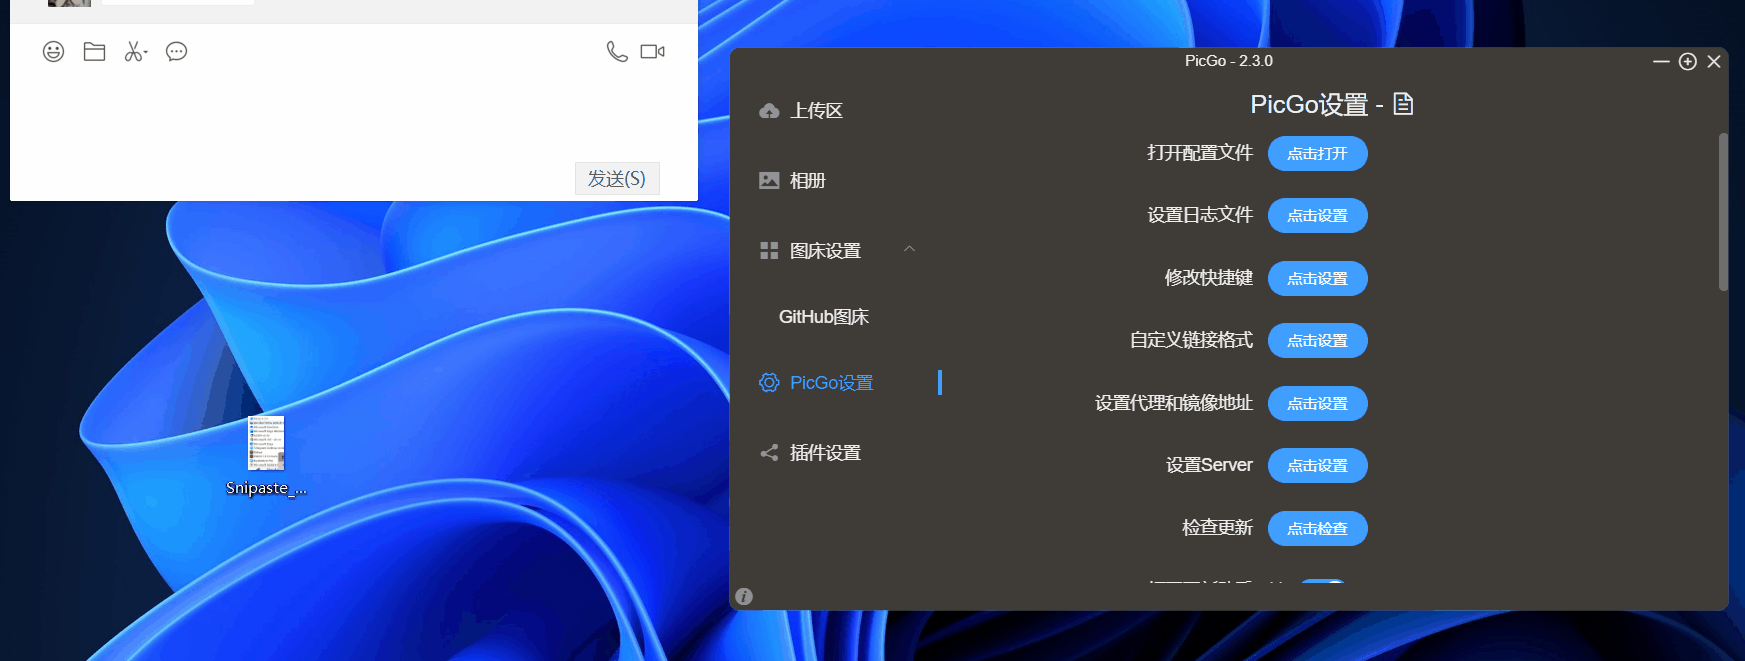 发送(S)
Snipaste_...
PicGo - 2.3.0
上传区
相册
图床设置
GitHub图床
PicGo设置
插件设置
PicGo设置 -
打开配置文件 点击打开
设置日志文件 点击设置
修改快捷键 点击设置
自定义链接格式 点击设置
设置代理和镜像地址 点击设置
设置Server 点击设置
检查更新 点击检查